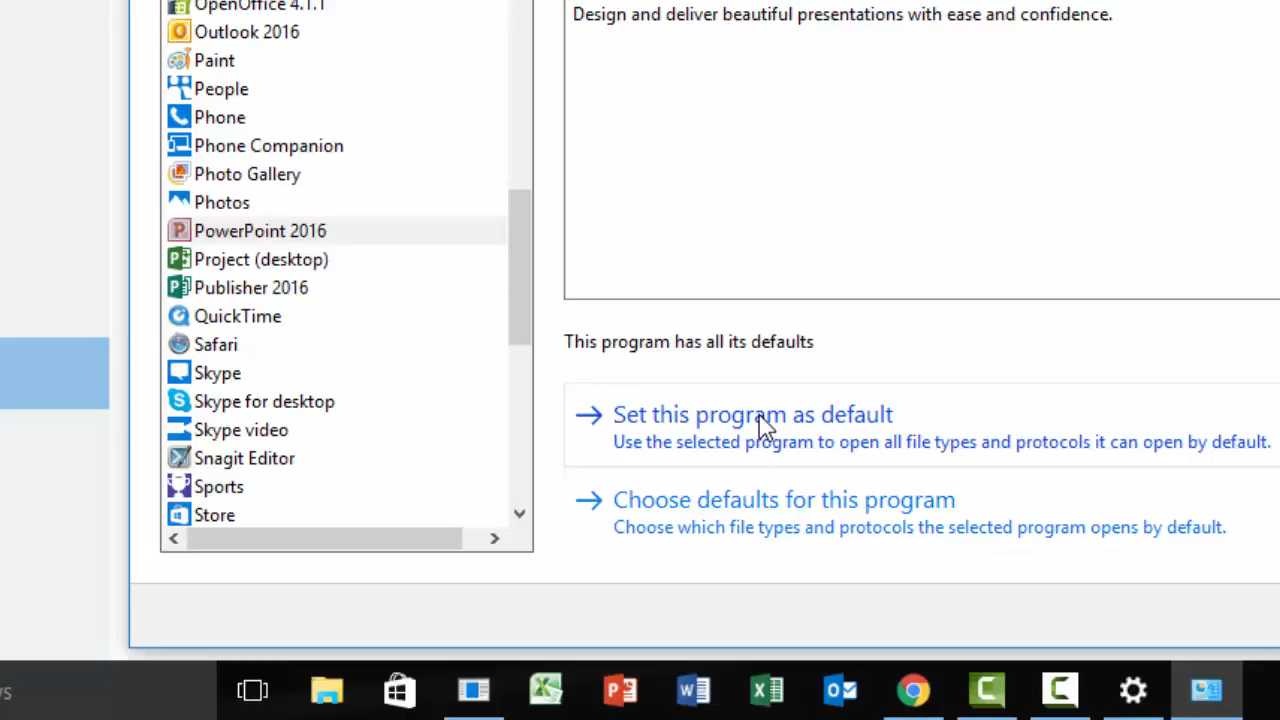 OpenOffice 4.1.1
Outlook 2016
Paint
People
Phone
Phone Companion
Photo Gallery
Photos
PowerPoint 2016
Project (desktop)
Publisher 2016
QuickTime
Safari
Skype
Skype for desktop
Skype video
Snagit Editor
Sports
Store
Design and deliver beautiful presentations with ease and confidence.
This program has all its defaults
Set this program as default
Use the selected program to open all file types and protocols it can open by default.
Choose defaults for this program
Choose which file types and protocols the selected program opens by default.
ws